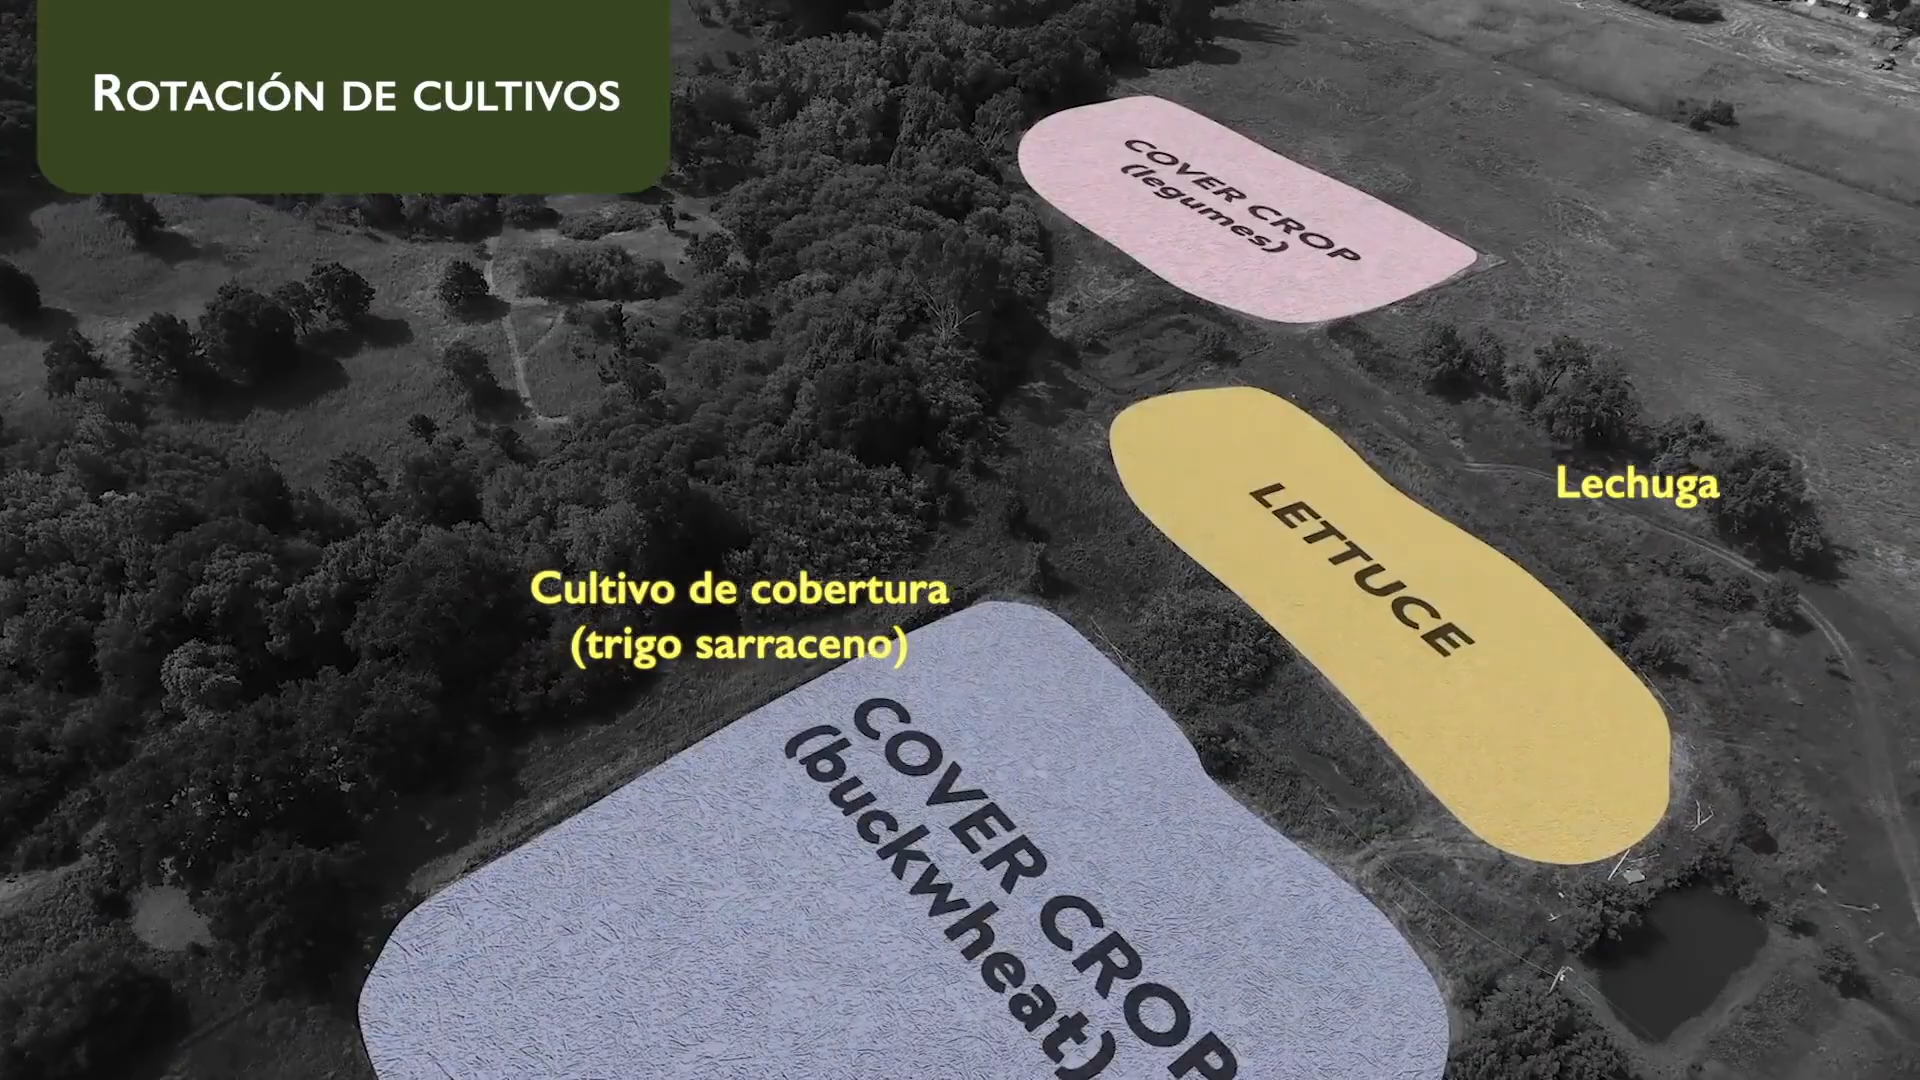 ROTACIÓN DE CULTIVOS
COVER CROP
(legumes)
LETTUCE
Lechuga
Cultivo de cobertura
(trigo sarraceno)
COVER CROP
(buckwheat)